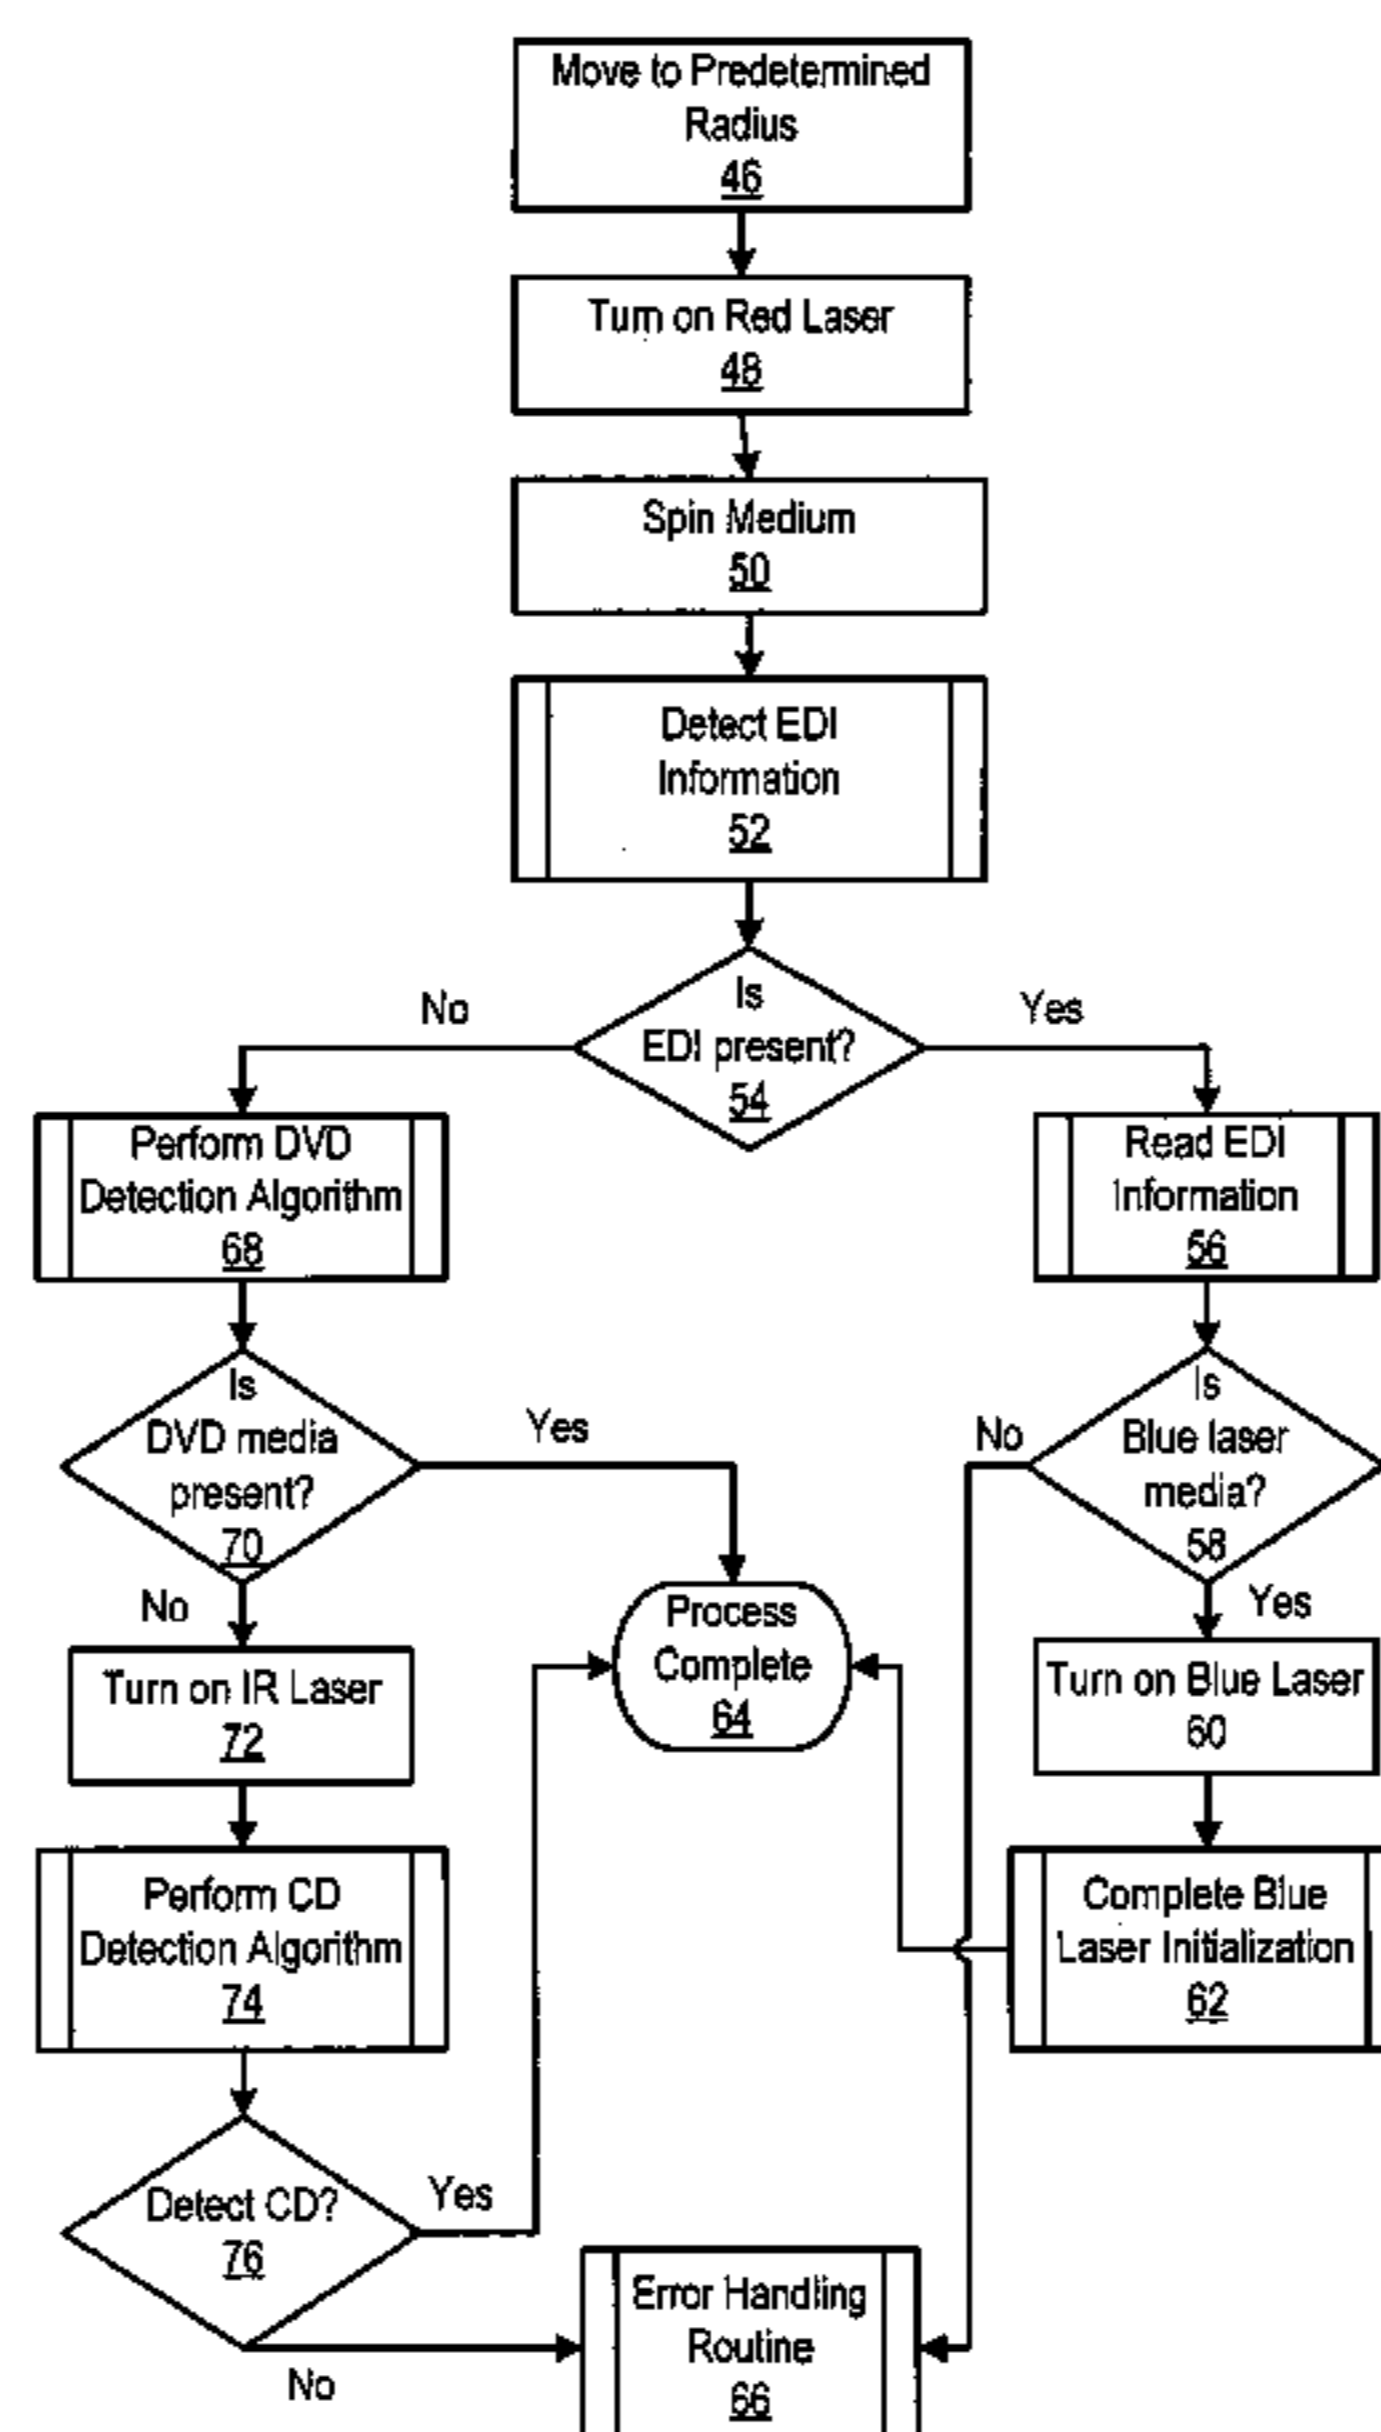 Move to Predetermined
Radius
46
Turn on Red Laser
48
Spin Medium
50
Detect EDI
Information
52
Is
EDI present?
54
No
Yes
Perform DVD
Detection Algorithm
68
Read EDI
Information
56
Is
DVD media
present?
70
Yes
No
Is
Blue laser
media?
58
No
Yes
Turn on IR Laser
72
Process
Complete
64
Turn on Blue Laser
60
Perform CD
Detection Algorithm
74
Complete Blue
Laser Initialization
62
Detect CD?
76
Yes
No
Error Handling
Routine
66